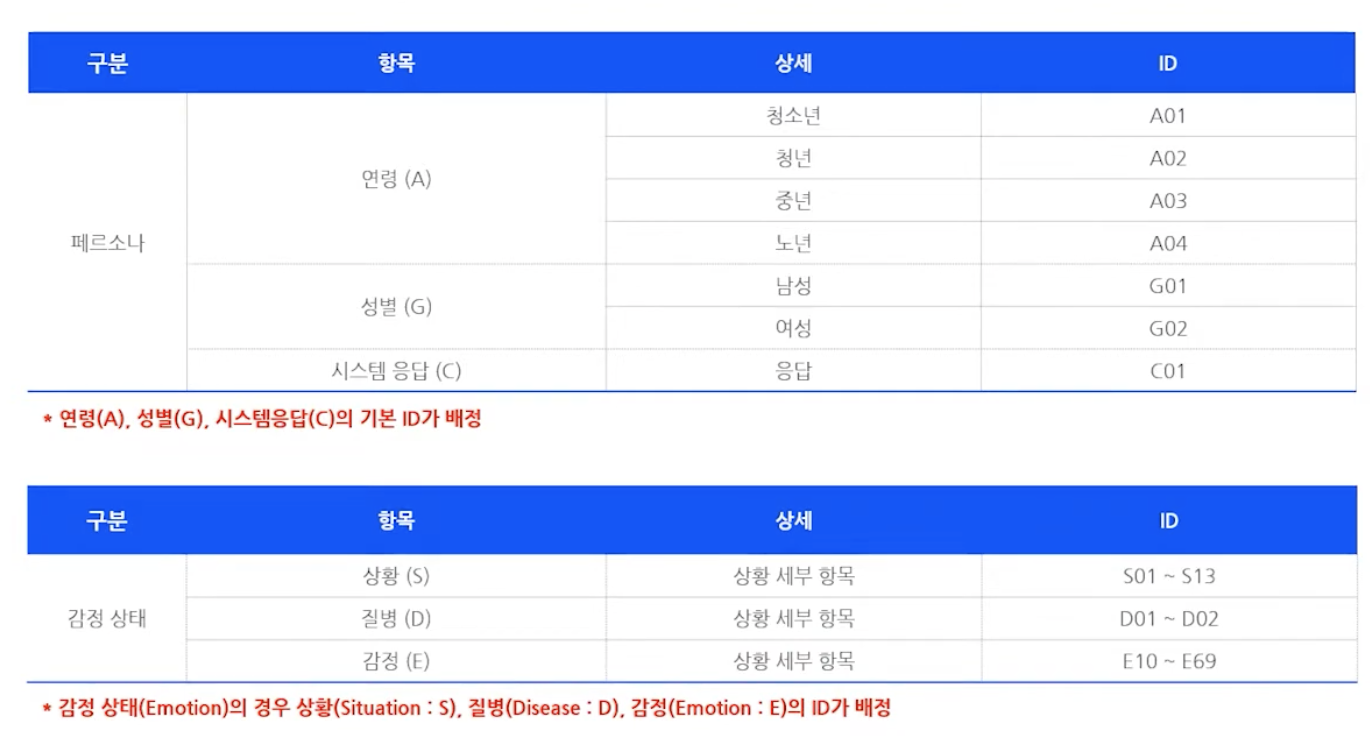 구분 항목 상세 ID
페르소나 연령 (A) 청소년 A01
청년 A02
중년 A03
노년 A04
성별 (G) 남성 G01
여성 G02
시스템 응답 (C) 응답 C01
* 연령(A), 성별(G), 시스템응답(C)의 기본 ID가 배정
구분 항목 상세 ID
감정 상태 상황 (S) 상황 세부 항목 S01 ~ S13
질병 (D) 상황 세부 항목 D01 ~ D02
감정 (E) 상황 세부 항목 E10 ~ E69
* 감정 상태(Emotion)의 경우 상황(Situation : S), 질병(Disease : D), 감정(Emotion : E)의 ID가 배정